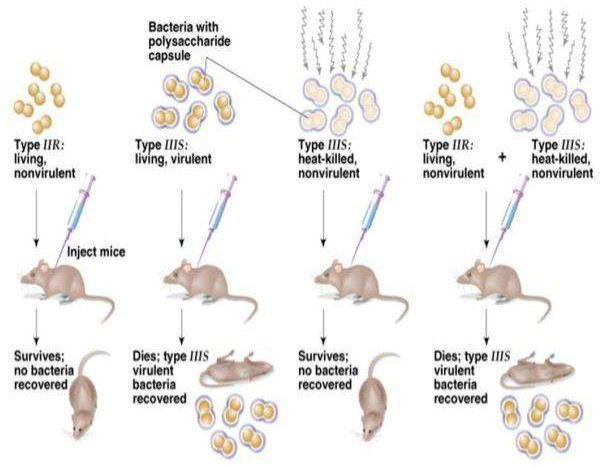 Bacteria with
polysaccharide
capsule
Type IIR:
living,
nonvirulent
Type IIIS:
living, virulent
Type IIIS:
heat-killed,
nonvirulent
Type IIR:
living,
nonvirulent
+
Type IIIS:
heat-killed,
nonvirulent
Inject mice
Survives;
no bacteria
recovered
Dies; type IIIS
virulent
bacteria
recovered
Survives;
no bacteria
recovered
Dies; type IIIS
virulent
bacteria
recovered